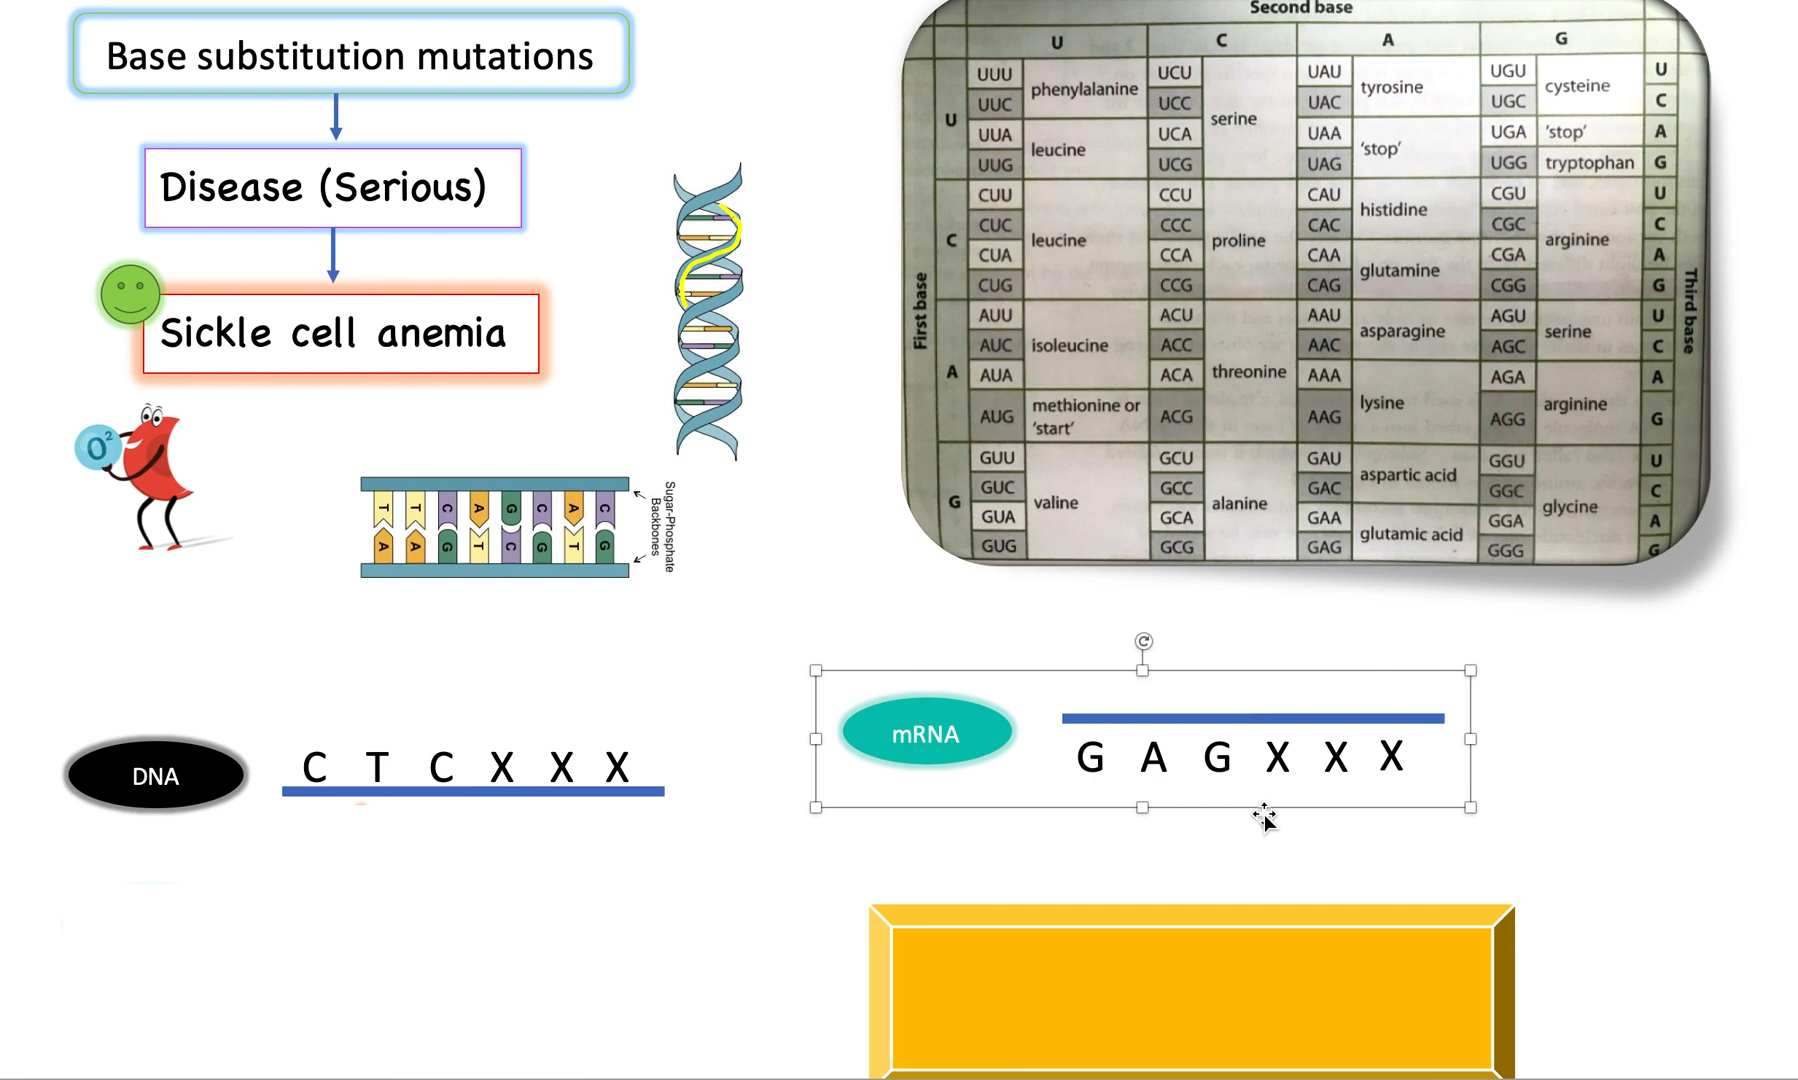 Base substitution mutations
Disease (Serious)
Sickle cell anemia
O2
T T C A G C A C
A A G T C G T G
Sugar-Phosphate
Backbones
Second base
U C A G
First base
Third base
U
UUU phenylalanine UCU serine UAU tyrosine UGU cysteine U
UUC UCC UAC UGC C
UUA leucine UCA UAA 'stop' UGA 'stop' A
UUG UCG UAG UGG tryptophan G
C
CUU leucine CCU proline CAU histidine CGU arginine U
CUC CCC CAC CGC C
CUA CCA CAA glutamine CGA A
CUG CCG CAG CGG G
A
AUU isoleucine ACU threonine AAU asparagine AGU serine U
AUC ACC AAC AGC C
AUA ACA AAA lysine AGA arginine A
AUG methionine or 'start' ACG AAG AGG G
G
GUU valine GCU alanine GAU aspartic acid GGU glycine U
GUC GCC GAC GGC C
GUA GCA GAA glutamic acid GGA A
GUG GCG GAG GGG G
DNA
C T C X X X
mRNA
G A G X X X